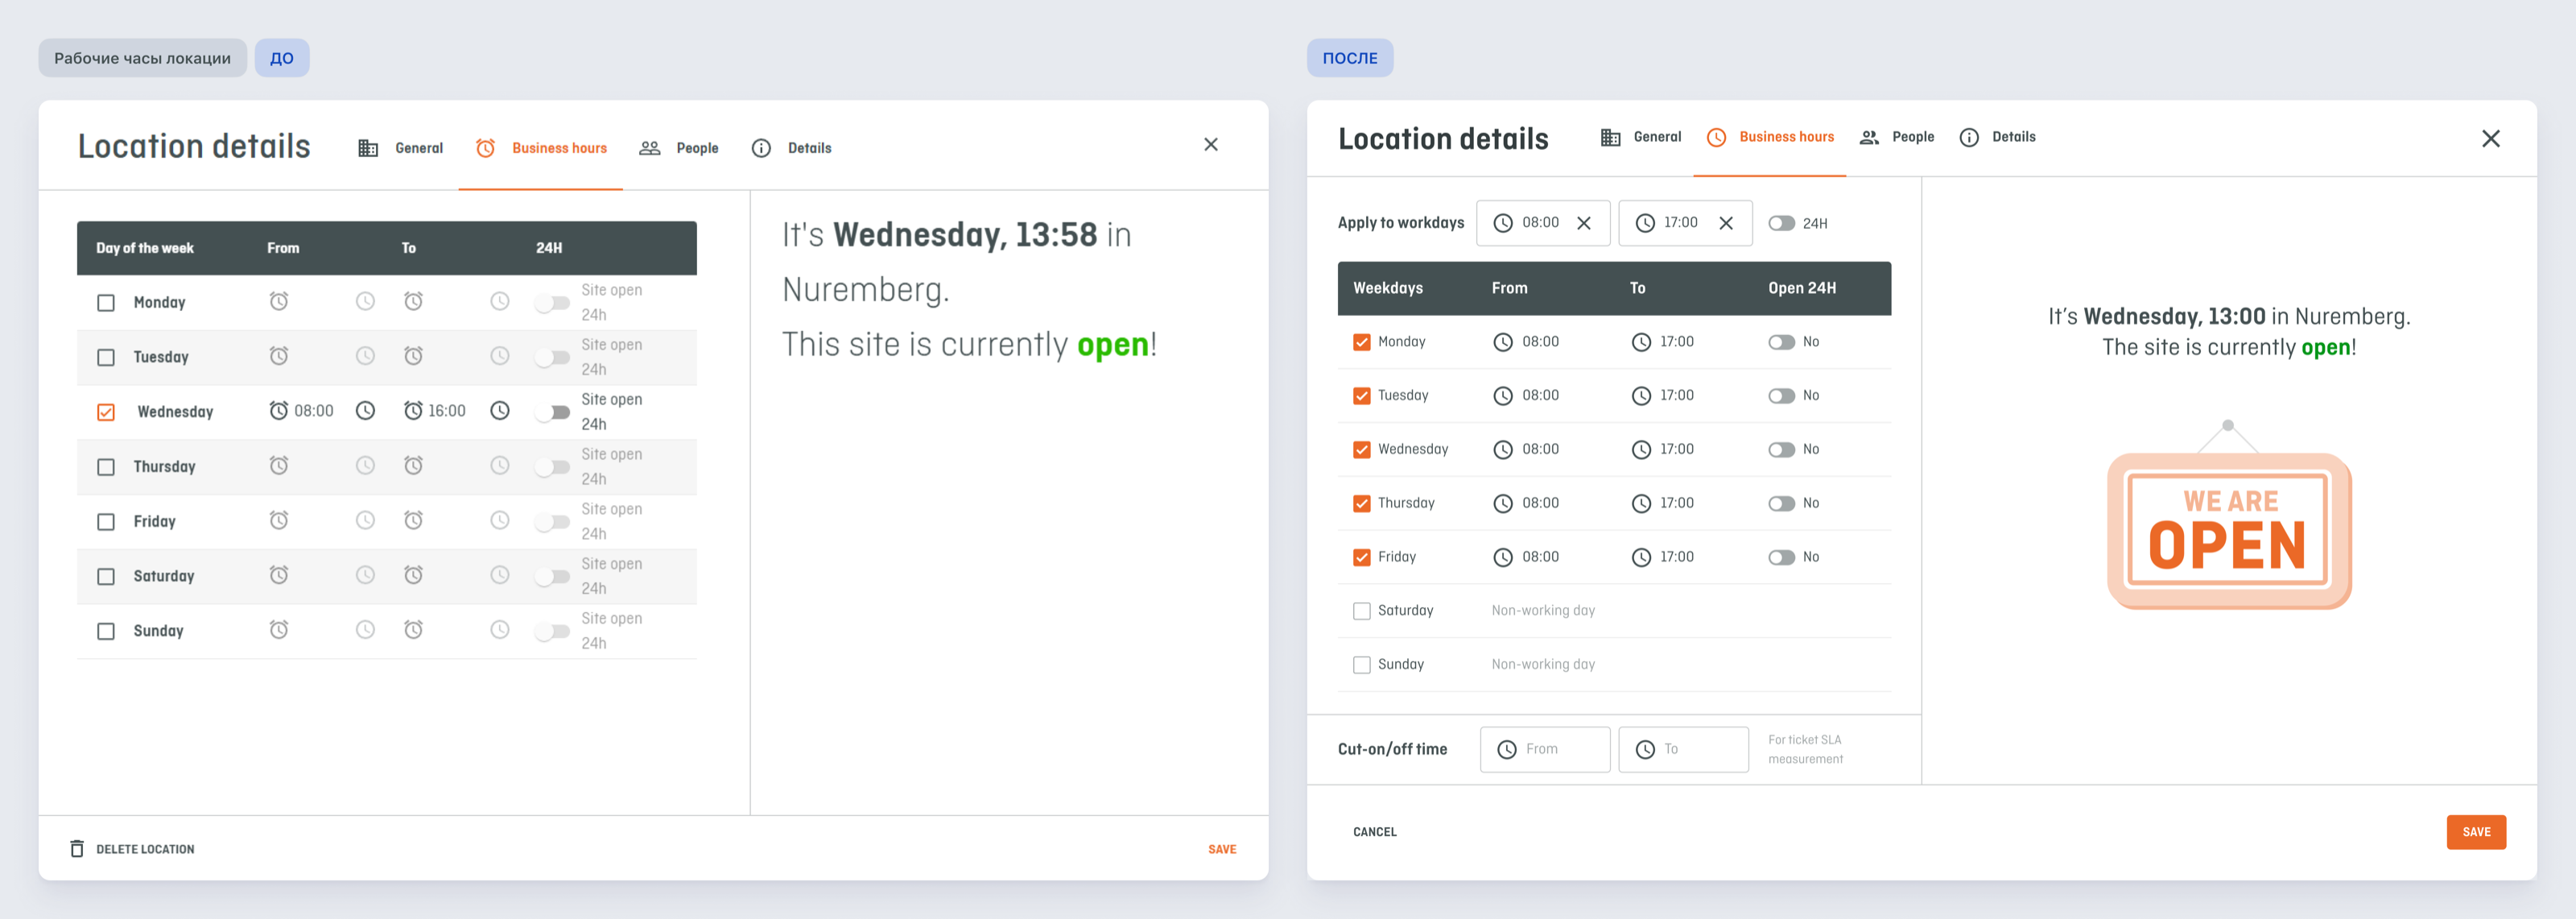 Рабочие часы локации
ДО
Location details
General
Business hours
People
Details
Day of the week From To 24H
Monday Site open
24h
Tuesday Site open
24h
Wednesday 08:00 16:00 Site open
24h
Thursday Site open
24h
Friday Site open
24h
Saturday Site open
24h
Sunday Site open
24h
It's Wednesday, 13:58 in
Nuremberg.
This site is currently open!
DELETE LOCATION
SAVE
ПОСЛЕ
Location details
General
Business hours
People
Details
Apply to workdays 08:00 17:00 24H
Weekdays From To Open 24H
Monday 08:00 17:00 No
Tuesday 08:00 17:00 No
Wednesday 08:00 17:00 No
Thursday 08:00 17:00 No
Friday 08:00 17:00 No
Saturday Non-working day
Sunday Non-working day
Cut-on/off time From To For ticket SLA
measurement
It’s Wednesday, 13:00 in Nuremberg.
The site is currently open!
WE ARE
OPEN
CANCEL
SAVE